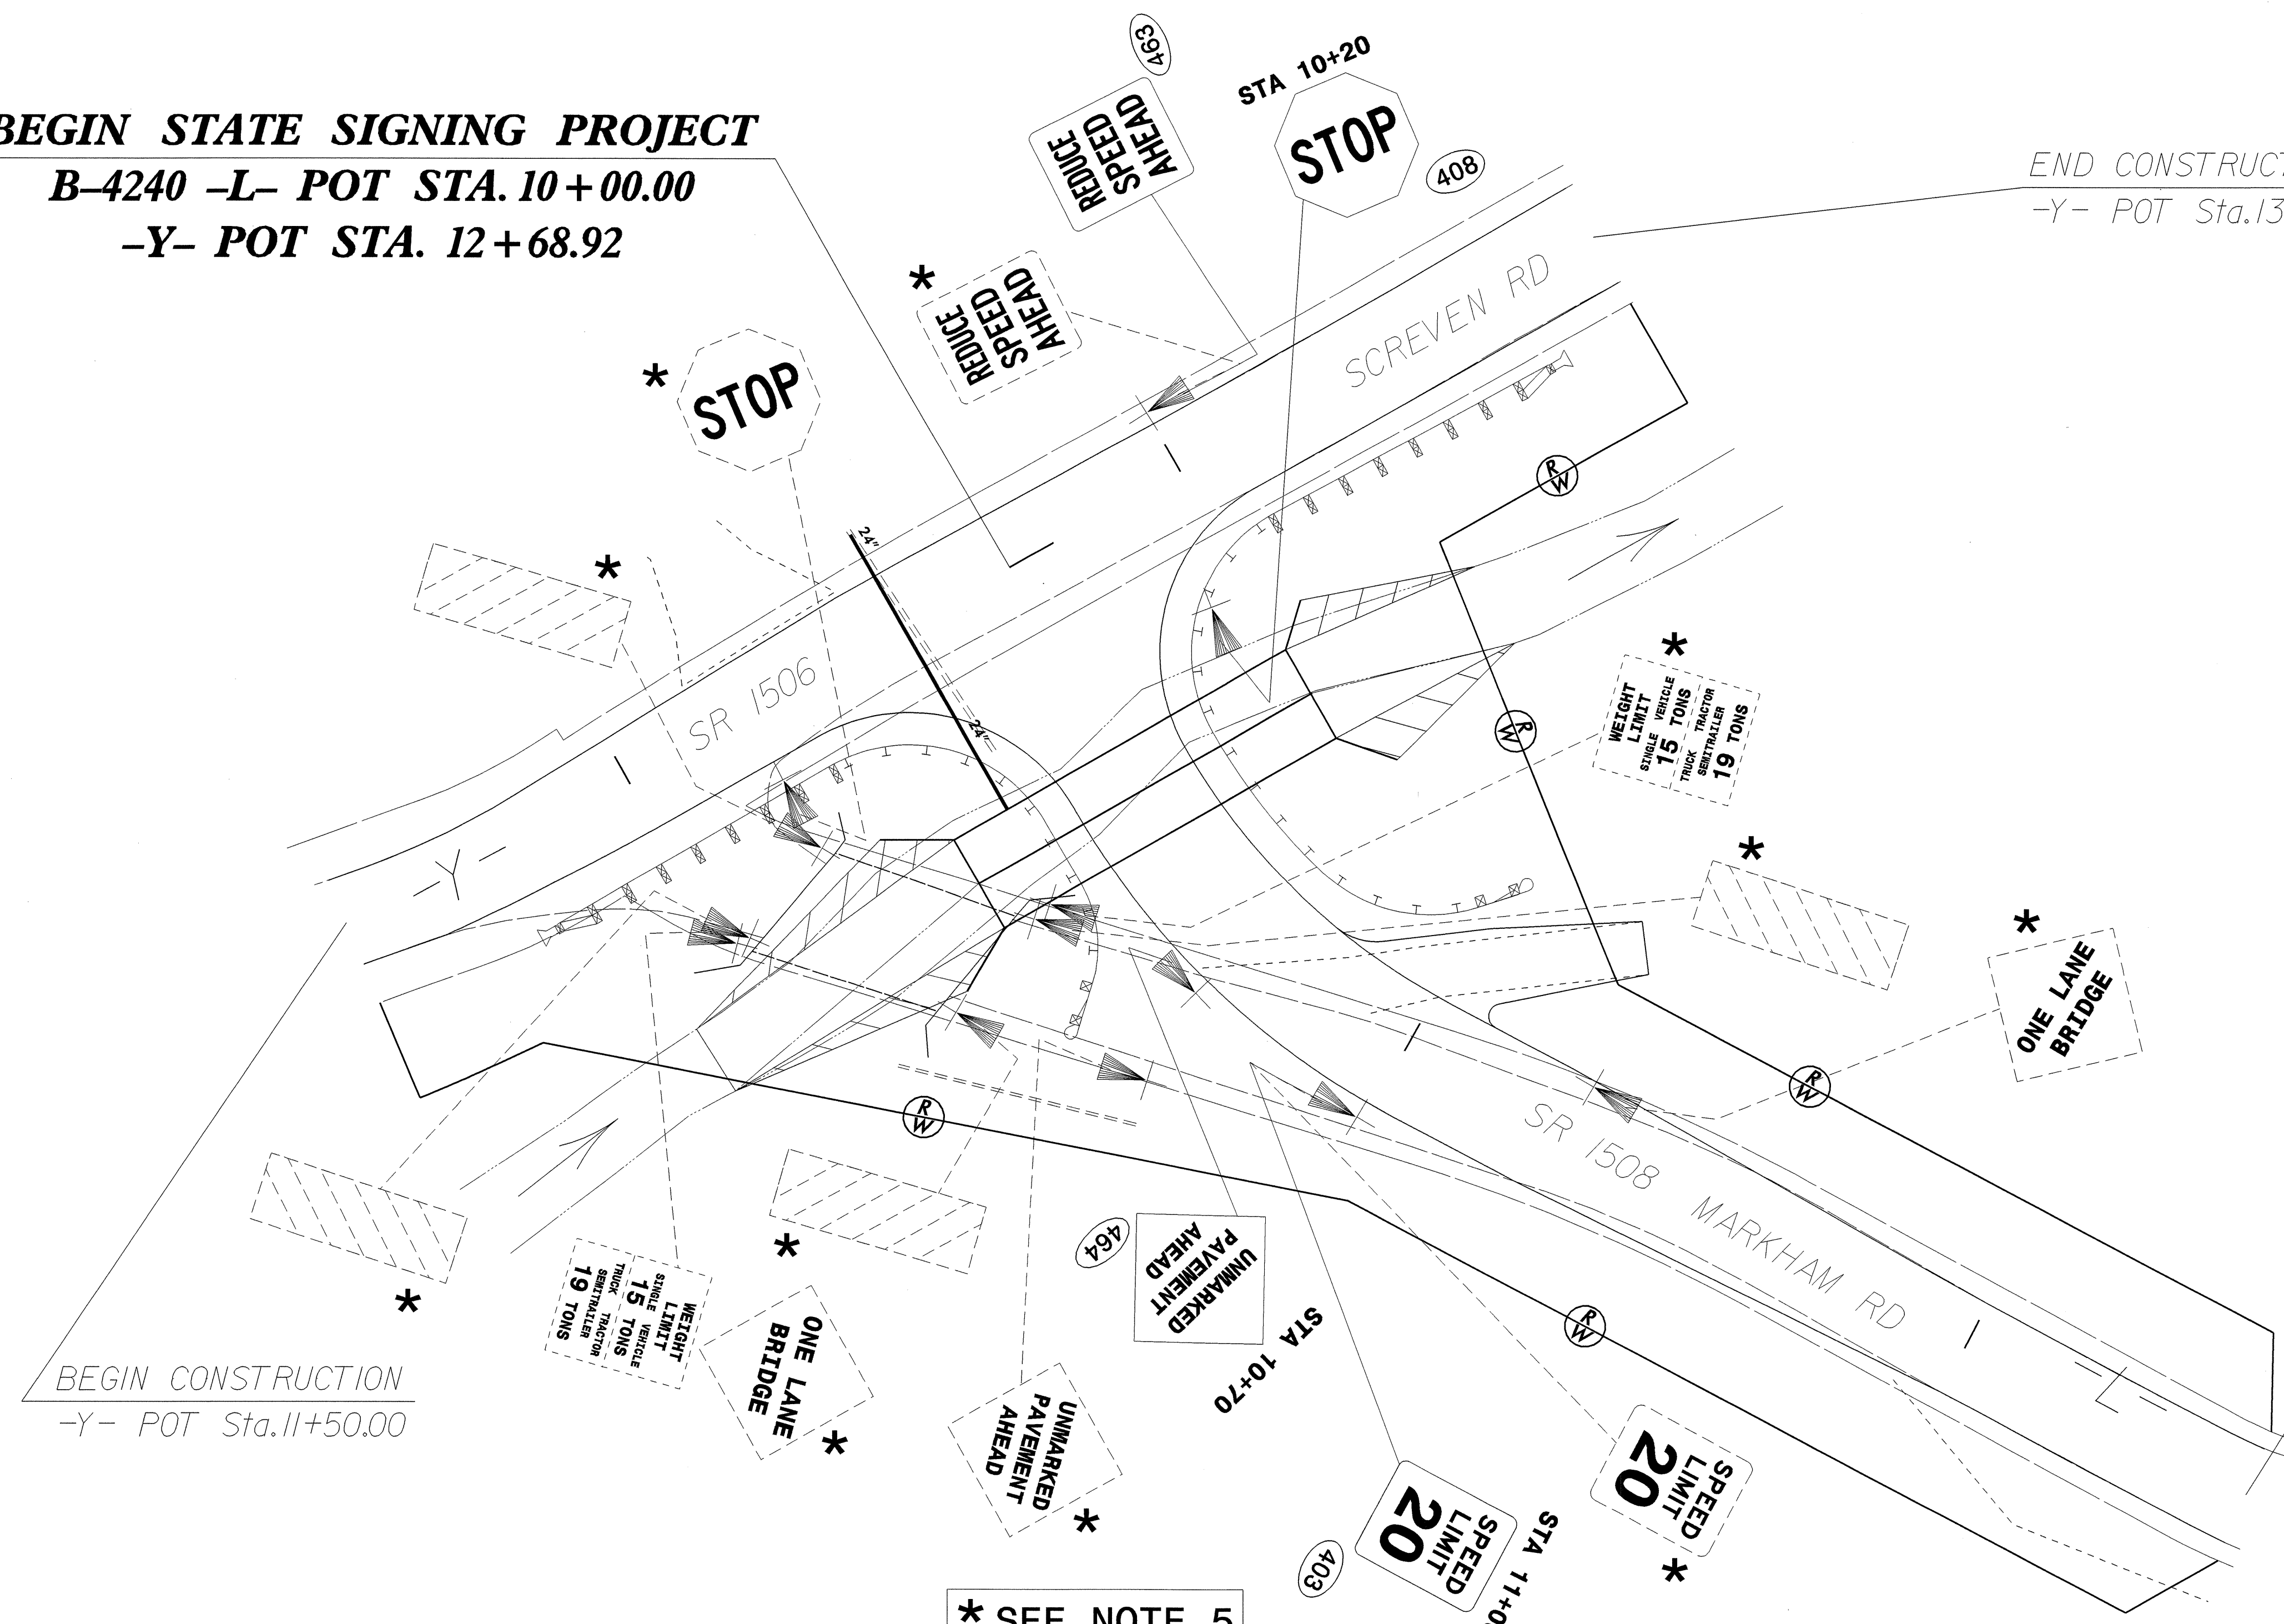 BEGIN STATE SIGNING PROJECT
B–4240 –L– POT STA. 10+00.00
–Y– POT STA. 12+68.92
463
REDUCE
SPEED
AHEAD
STA 10+20
STOP
408
END CONSTRUCT
-Y- POT Sta.13
*
REDUCE
SPEED
AHEAD
*
STOP
SCREVEN RD
R
W
24"
*
SR 1506
24"
*
WEIGHT
LIMIT
SINGLE VEHICLE
15 TONS
TRUCK TRACTOR
SEMITRAILER
19 TONS
R
W
-Y-
*
*
ONE LANE
BRIDGE
R
W
R
W
SR 1508 MARKHAM RD
*
WEIGHT
LIMIT
SINGLE VEHICLE
15 TONS
TRUCK TRACTOR
SEMITRAILER
19 TONS
*
ONE LANE
BRIDGE
*
464
UNMARKED
PAVEMENT
AHEAD
STA 10+70
R
W
-L-
BEGIN CONSTRUCTION
-Y- POT Sta.11+50.00
UNMARKED
PAVEMENT
AHEAD
*
SPEED
LIMIT
20
403
STA 11+0
SPEED
LIMIT
20
*
* SEE NOTE 5